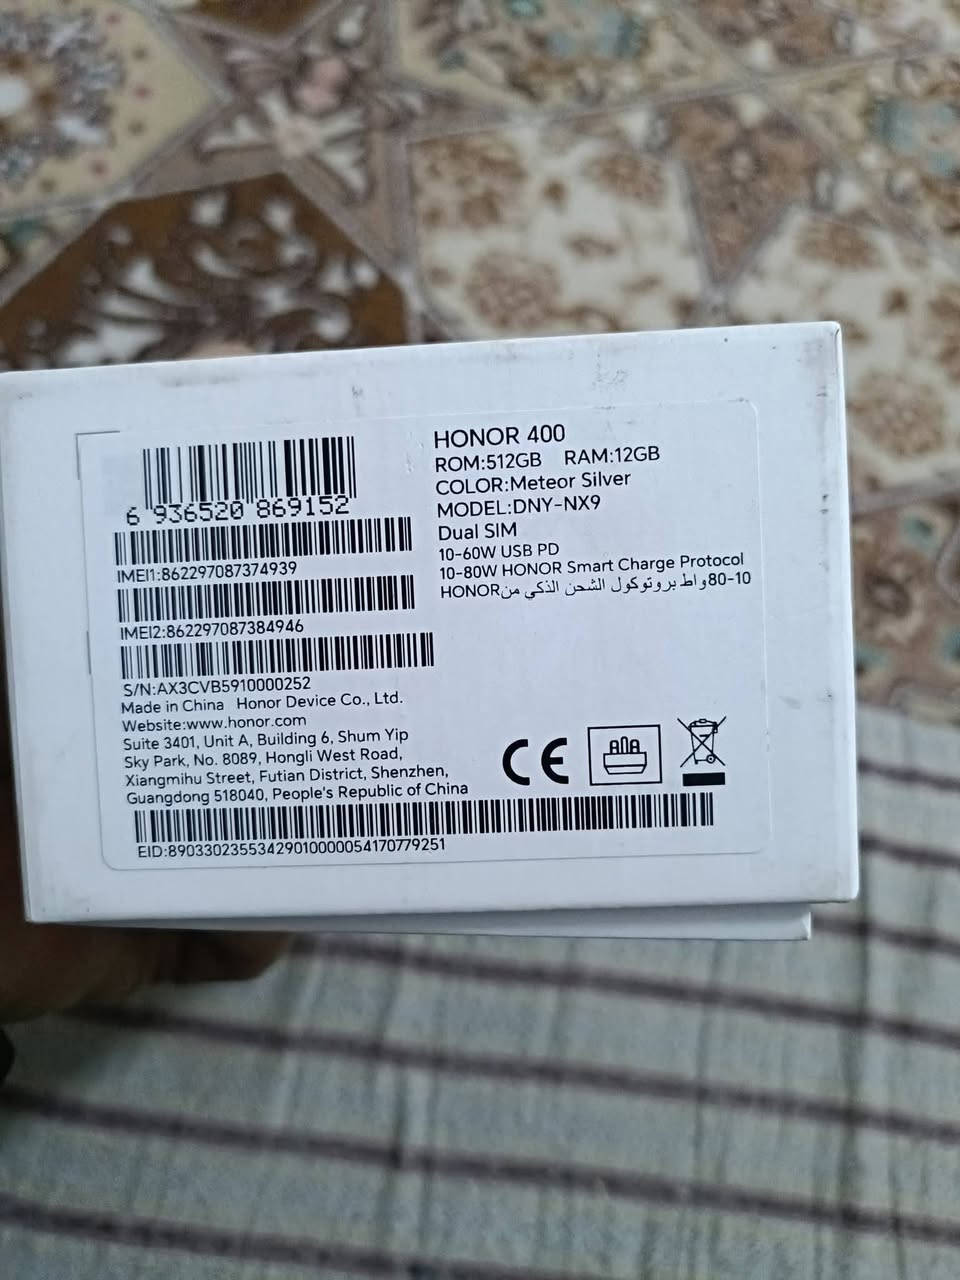 6 936520 869152
IMEI1:862297087374939
IMEI2:862297087384946
S/N:AX3CVB5910000252
Made in China Honor Device Co., Ltd.
Website:www.honor.com
Suite 3401, Unit A, Building 6, Shum Yip
Sky Park, No. 8089, Hongli West Road,
Xiangmihu Street, Futian District, Shenzhen,
Guangdong 518040, People's Republic of China
EID:89033023553429010000054170779251
HONOR 400
ROM:512GB RAM:12GB
COLOR:Meteor Silver
MODEL:DNY-NX9
Dual SIM
10-60W USB PD
10-80W HONOR Smart Charge Protocol
80-10واط بروتوكول الشحن الذكي من HONOR
CE